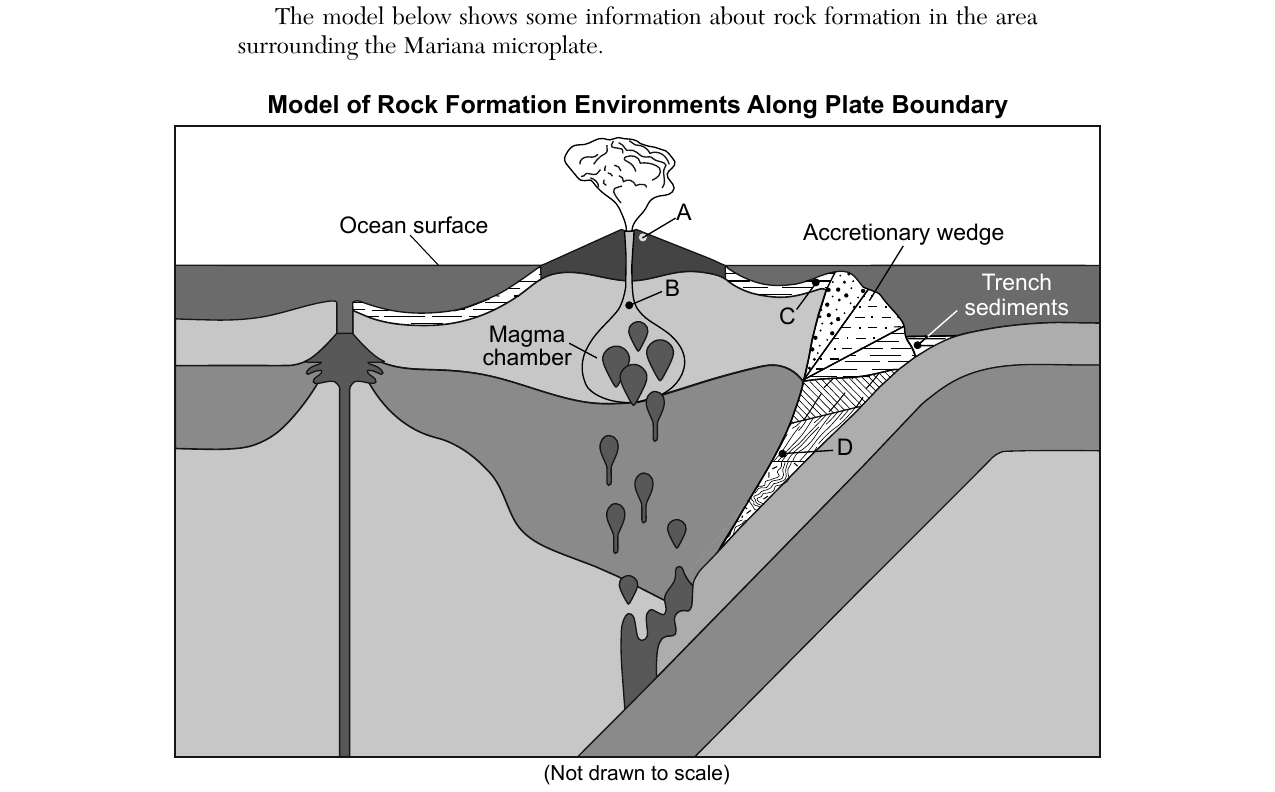 The model below shows some information about rock formation in the area
surrounding the Mariana microplate.
Model of Rock Formation Environments Along Plate Boundary
A
Ocean surface
Accretionary wedge
Trench
sediments
B
C
Magma
chamber
D
(Not drawn to scale)